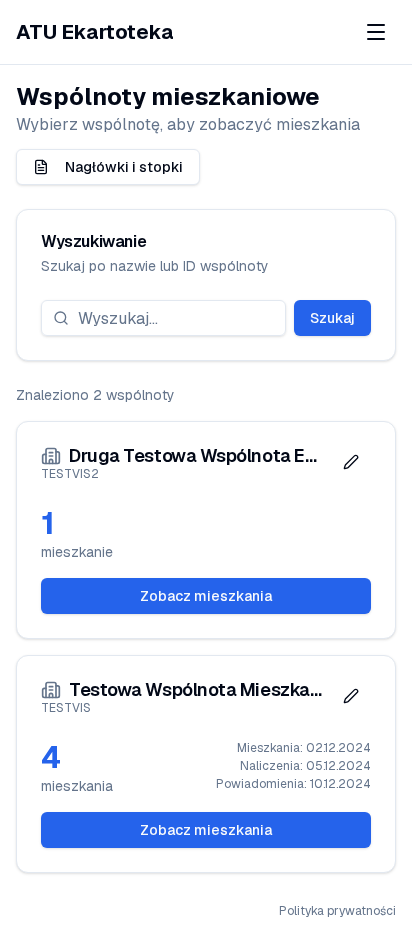 ATU Ekartoteka
Wspólnoty mieszkaniowe
Wybierz wspólnotę, aby zobaczyć mieszkania
Nagłówki i stopki
Wyszukiwanie
Szukaj po nazwie lub ID wspólnoty
Wyszukaj...
Szukaj
Znaleziono 2 wspólnoty
Druga Testowa Wspólnota E...
TESTVIS2
1
mieszkanie
Zobacz mieszkania
Testowa Wspólnota Mieszka...
TESTVIS
4
mieszkania
Mieszkania: 02.12.2024
Naliczenia: 05.12.2024
Powiadomienia: 10.12.2024
Zobacz mieszkania
Polityka prywatności